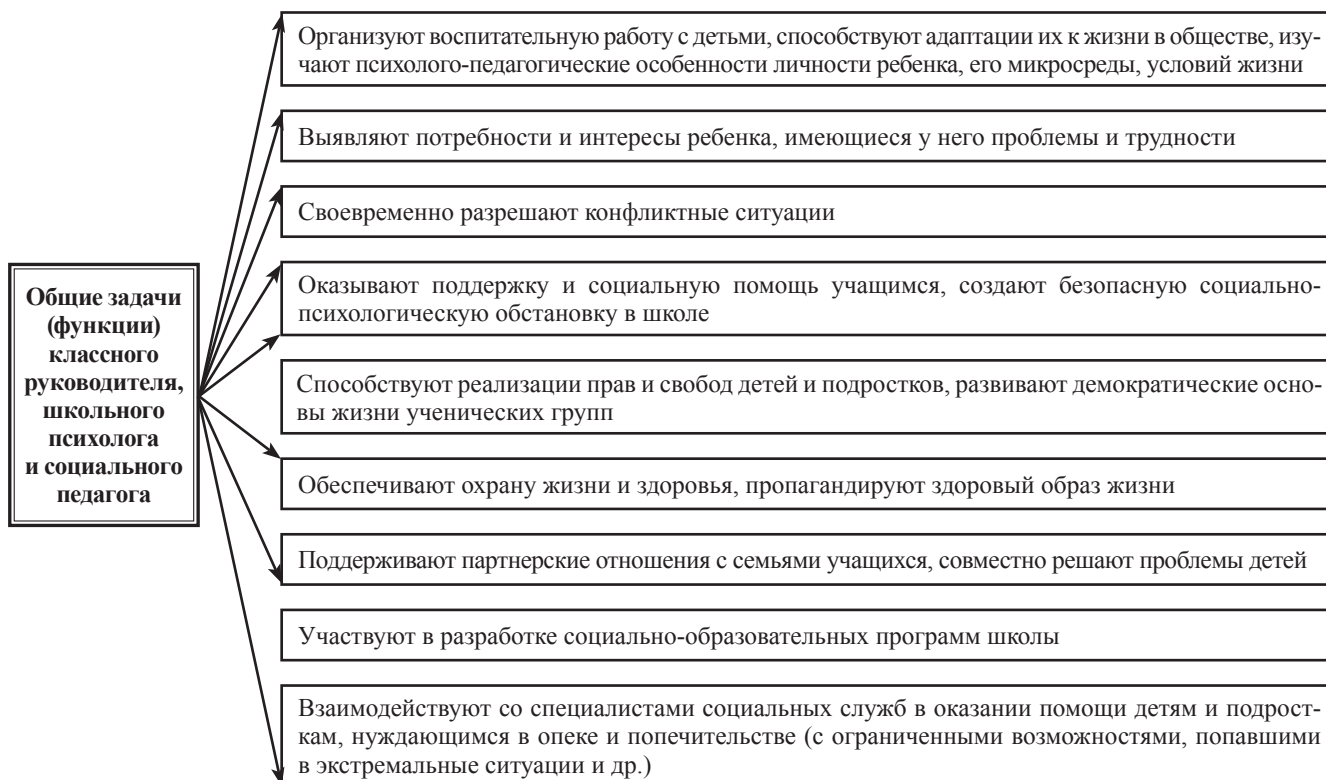 Общие задачи
(функции)
классного
руководителя,
школьного
психолога
и социального
педагога
Организуют воспитательную работу с детьми, способствуют адаптации их к жизни в обществе, изу-
чают психолого-педагогические особенности личности ребенка, его микросреды, условий жизни
Выявляют потребности и интересы ребенка, имеющиеся у него проблемы и трудности
Своевременно разрешают конфликтные ситуации
Оказывают поддержку и социальную помощь учащимся, создают безопасную социально-
психологическую обстановку в школе
Способствуют реализации прав и свобод детей и подростков, развивают демократические осно-
вы жизни ученических групп
Обеспечивают охрану жизни и здоровья, пропагандируют здоровый образ жизни
Поддерживают партнерские отношения с семьями учащихся, совместно решают проблемы детей
Участвуют в разработке социально-образовательных программ школы
Взаимодействуют со специалистами социальных служб в оказании помощи детям и подрост-
кам, нуждающимся в опеке и попечительстве (с ограниченными возможностями, попавшими
в экстремальные ситуации и др.)